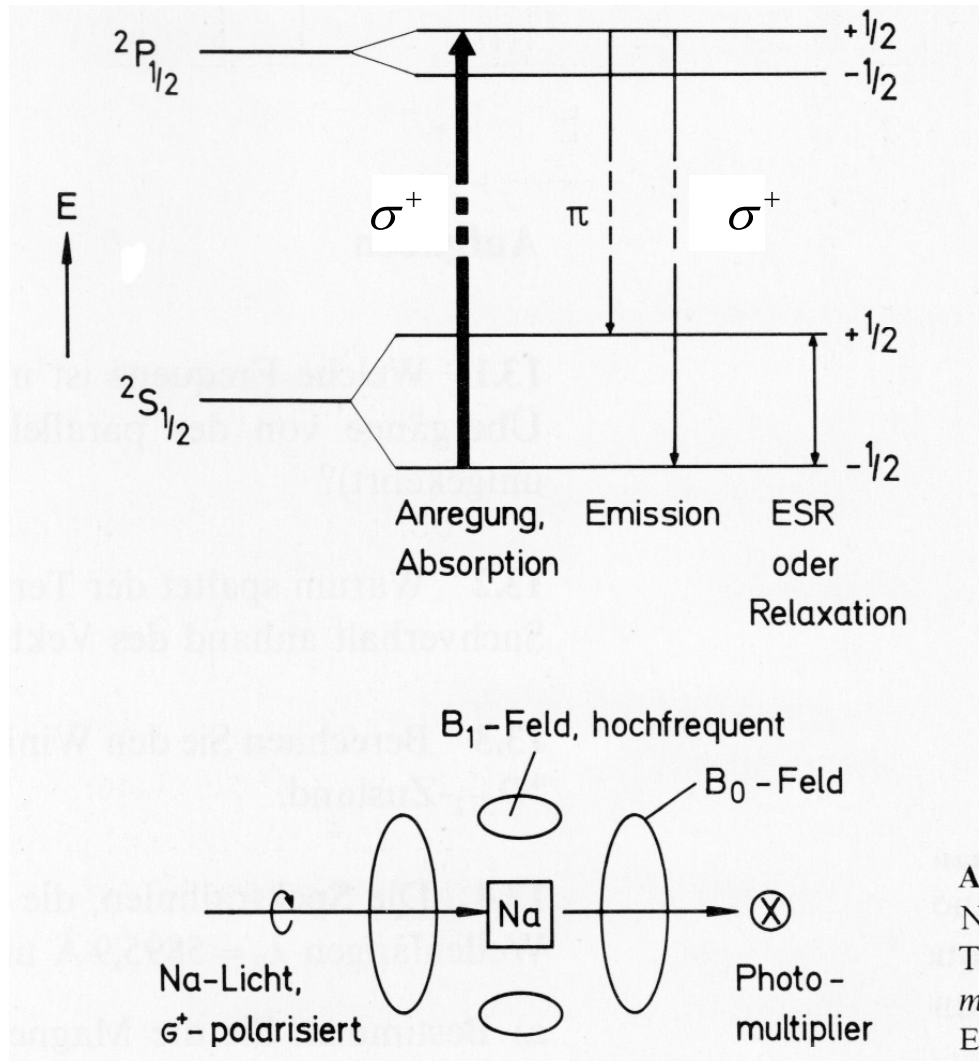 ²P₁/₂
+1/2
−1/2
E
σ⁺
π
σ⁺
²S₁/₂
+1/2
−1/2
Anregung, Absorption
Emission
ESR oder Relaxation
B₁-Feld, hochfrequent
B₀-Feld
Na
Na-Licht,
σ⁺-polarisiert
Photo-
multiplier
A
N
T
m
E